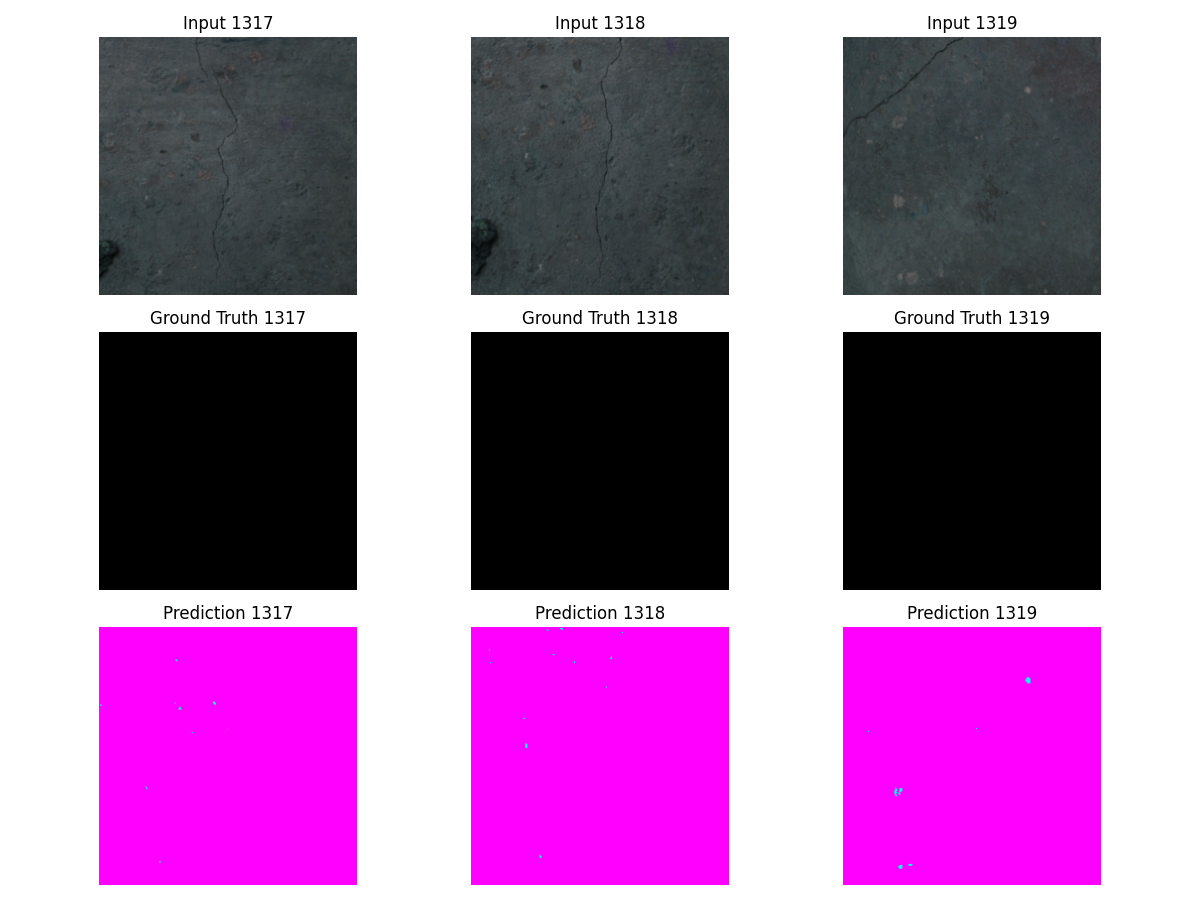 Input 1317
Input 1318
Input 1319
Ground Truth 1317
Ground Truth 1318
Ground Truth 1319
Prediction 1317
Prediction 1318
Prediction 1319